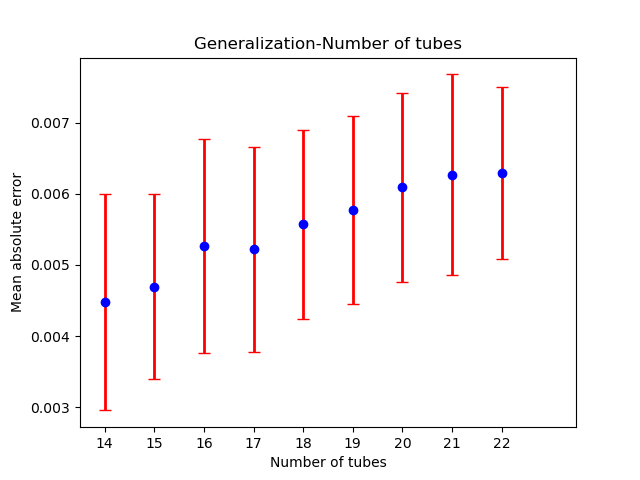 Generalization-Number of tubes
Mean absolute error
0.007
0.006
0.005
0.004
0.003
14 15 16 17 18 19 20 21 22
Number of tubes